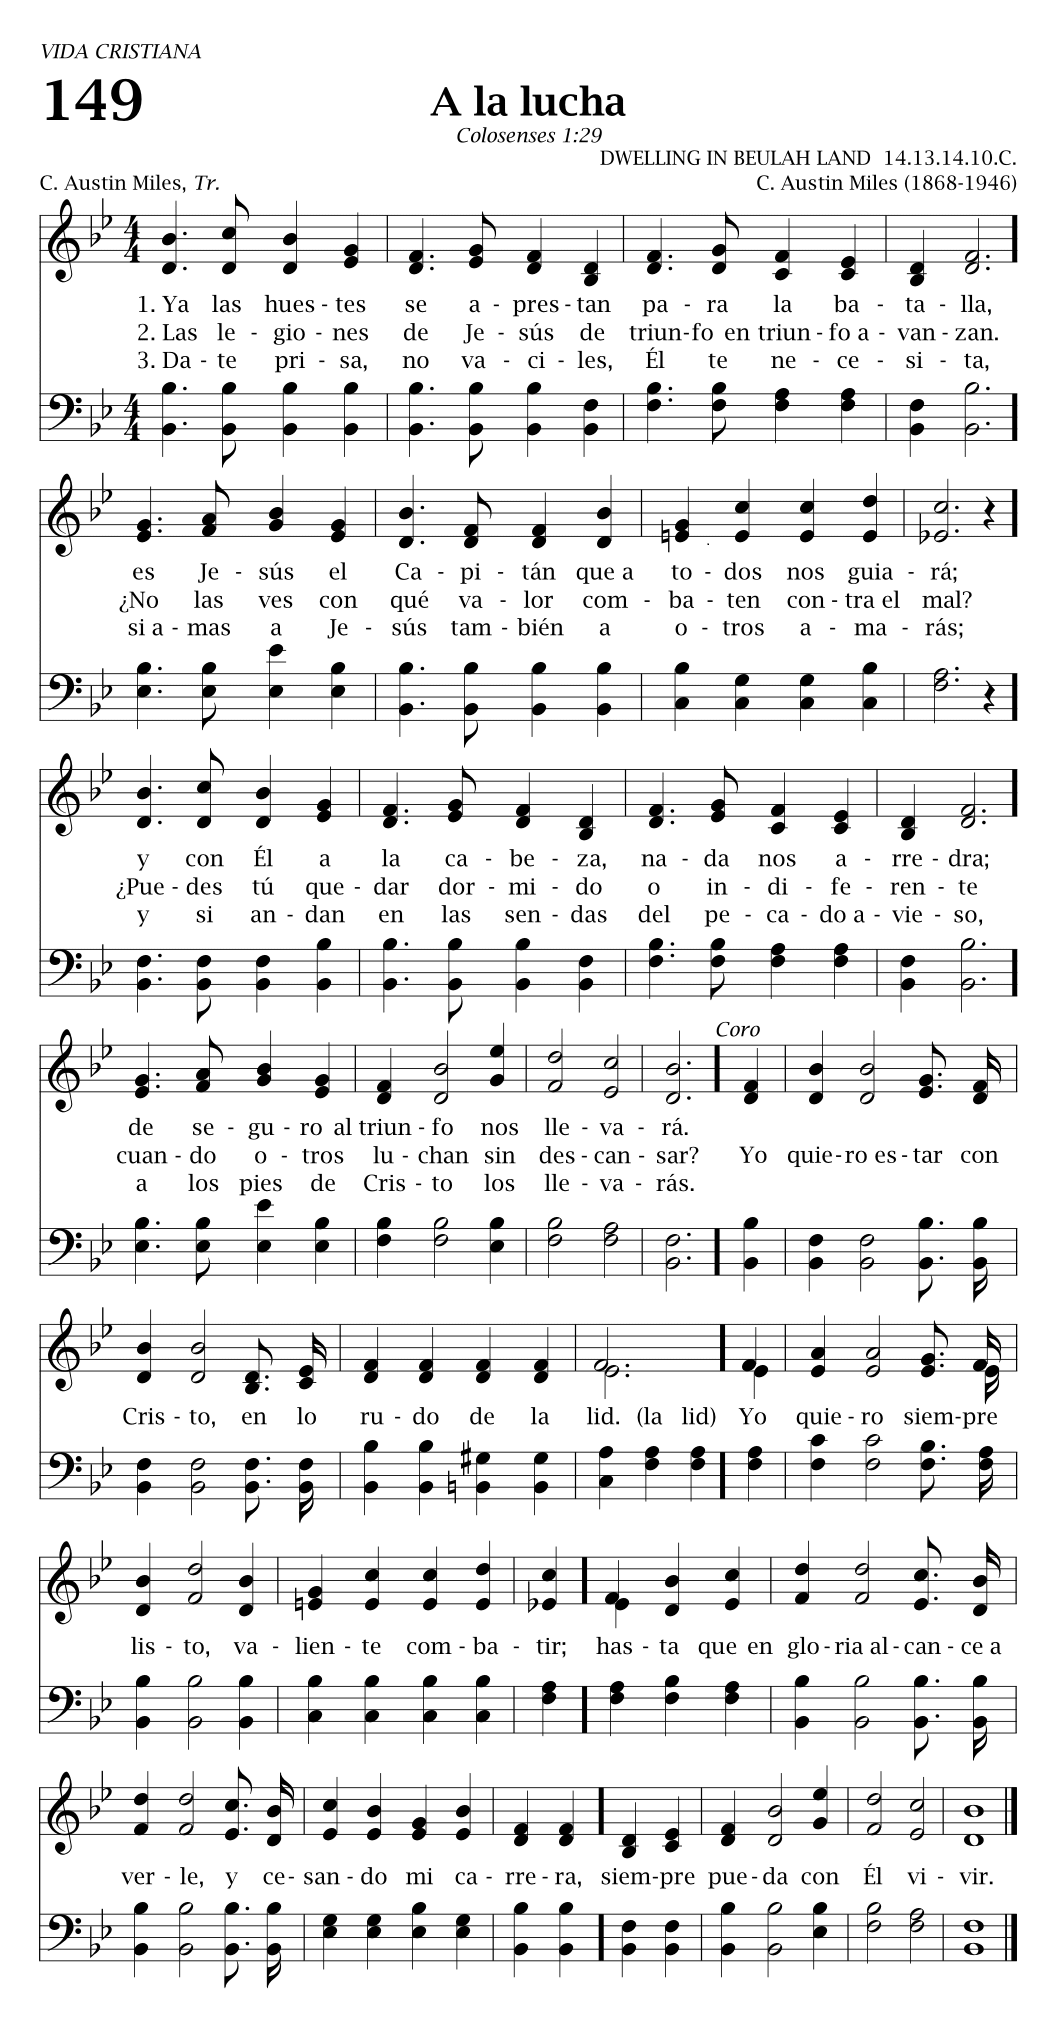 VIDA CRISTIANA
149
A la lucha
Colosenses 1:29
DWELLING IN BEULAH LAND 14.13.14.10.C.
C. Austin Miles, Tr.
C. Austin Miles (1868-1946)
1. Ya las hues - tes se a - pres - tan pa - ra la ba - ta - lla,
2. Las le - gio - nes de Je - sús de triun - fo en triun - fo a - van - zan.
3. Da - te pri - sa, no va - ci - les, Él te ne - ce - si - ta,
es Je - sús el Ca - pi - tán que a to - dos nos guia - rá;
¿No las ves con qué va - lor com - ba - ten con - tra el mal?
si a - mas a Je - sús tam - bién a o - tros a - ma - rás;
y con Él a la ca - be - za, na - da nos a - rre - dra;
¿Pue - des tú que - dar dor - mi - do o in - di - fe - ren - te
y si an - dan en las sen - das del pe - ca - do a - vie - so,
Coro
de se - gu - ro al triun - fo nos lle - va - rá.
cuan - do o - tros lu - chan sin des - can - sar? Yo quie - ro es - tar con
a los pies de Cris - to los lle - va - rás.
Cris - to, en lo ru - do de la lid. (la lid) Yo quie - ro siem - pre
lis - to, va - lien - te com - ba - tir; has - ta que en glo - ria al - can - ce a
ver - le, y ce - san - do mi ca - rre - ra, siem - pre pue - da con Él vi - vir.